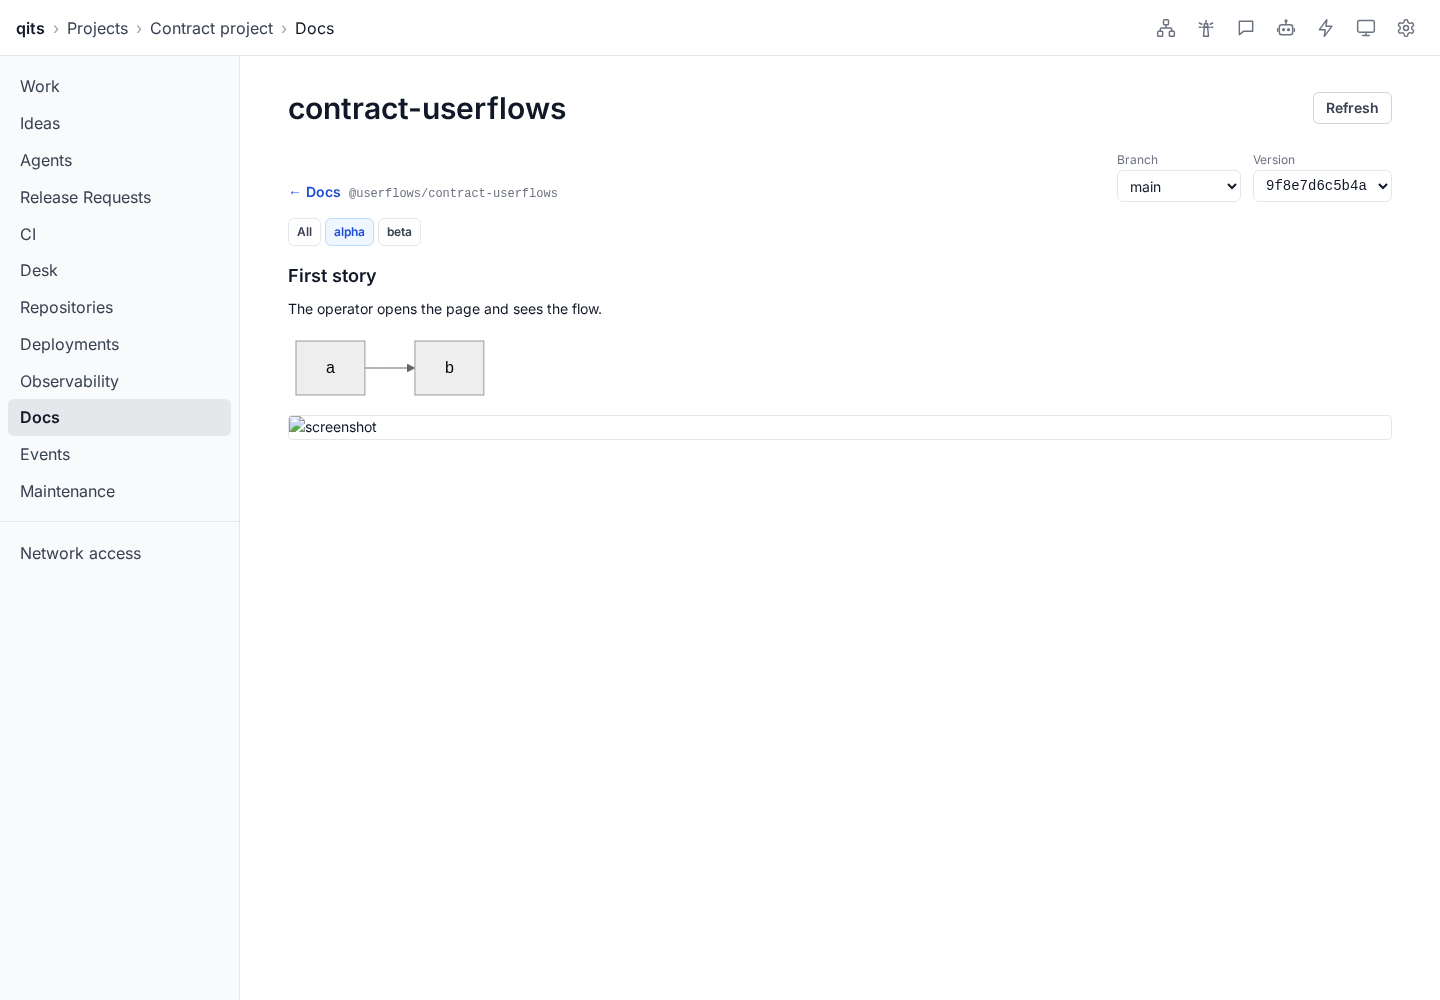 qits › Projects › Contract project › Docs
Work
Ideas
Agents
Release Requests
CI
Desk
Repositories
Deployments
Observability
Docs
Events
Maintenance
Network access
contract-userflows
Refresh
Branch
Version
← Docs @userflows/contract-userflows
main
9f8e7d6c5b4a
All
alpha
beta
First story
The operator opens the page and sees the flow.
a
b
screenshot